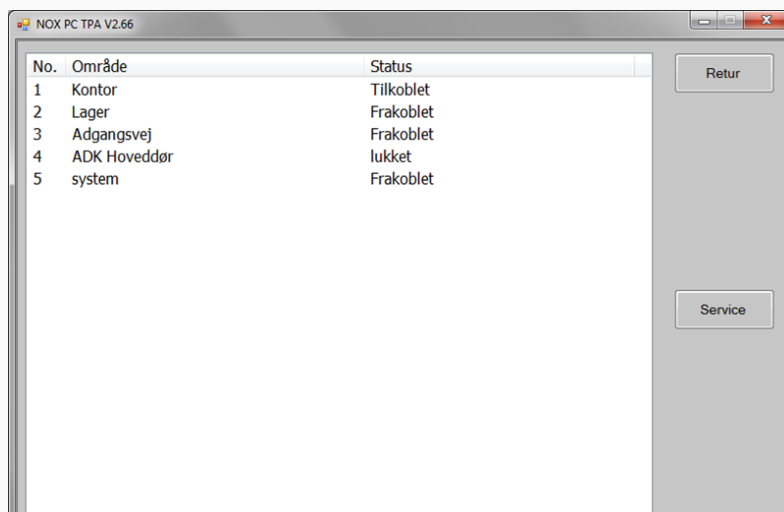 NOX PC TPA V2.66
No. Område Status
1 Kontor Tilkoblet
2 Lager Frakoblet
3 Adgangsvej Frakoblet
4 ADK Hoveddør lukket
5 system Frakoblet
Retur
Service